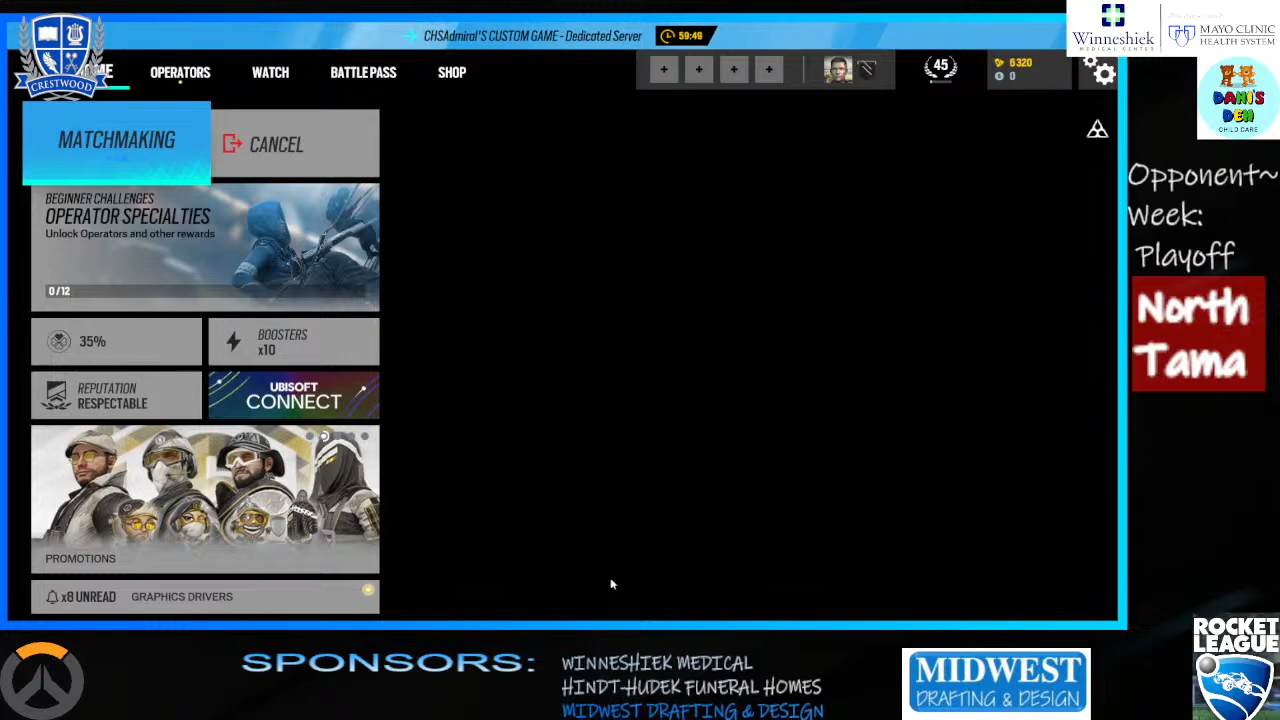 CHSAdmiral'S CUSTOM GAME - Dedicated Server
59:49
Winneshiek
MEDICAL CENTER
MAYO CLINIC
HEALTH SYSTEM
CRESTWOOD
OPERATORS
WATCH
BATTLE PASS
SHOP
45
6320
0
DANI'S
DEN
CHILD CARE
MATCHMAKING
CANCEL
Opponent~
Week:
Playoff
North
Tama
BEGINNER CHALLENGES
OPERATOR SPECIALTIES
Unlock Operators and other rewards
0/12
35%
BOOSTERS
x10
REPUTATION
RESPECTABLE
UBISOFT
CONNECT
PROMOTIONS
x8 UNREAD GRAPHICS DRIVERS
SPONSORS:
WINNESHIEK MEDICAL
HINDT-HUDEK FUNERAL HOMES
MIDWEST DRAFTING & DESIGN
MIDWEST
DRAFTING & DESIGN
ROCKET
LEAGUE